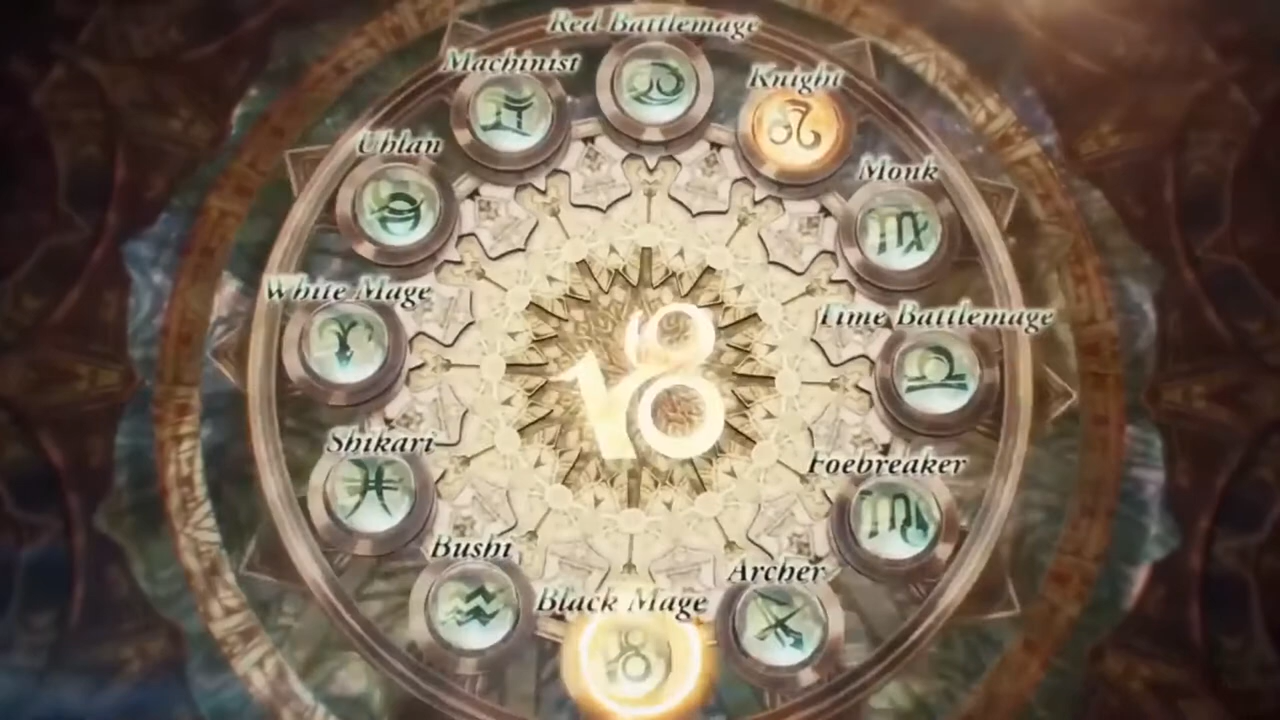 Red Battlemage
Machinist
Knight
Uhlan
Monk
White Mage
Time Battlemage
Shikari
Foebreaker
Bushi
Archer
Black Mage